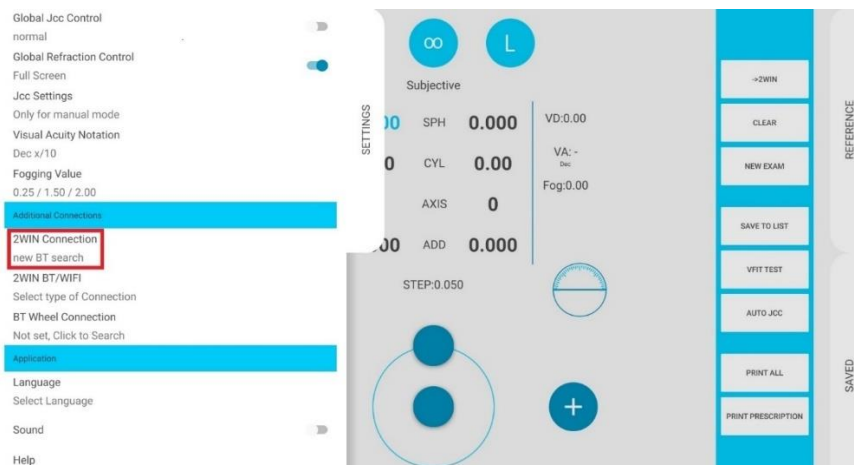 Global Jcc Control
normal
Global Refraction Control
Full Screen
Jcc Settings
Only for manual mode
Visual Acuity Notation
Dec x/10
Fogging Value
0.25 / 1.50 / 2.00
Additional Connections
2WIN Connection
new BT search
2WIN BT/WIFI
Select type of Connection
BT Wheel Connection
Not set, Click to Search
Application
Language
Select Language
Sound
Help
SETTINGS
∞ L
Subjective
00 SPH 0.000
0 CYL 0.00
AXIS 0
00 ADD 0.000
VD:0.00
VA: -
Dec
Fog:0.00
STEP:0.050
+
->2WIN
CLEAR
NEW EXAM
SAVE TO LIST
VFIT TEST
AUTO JCC
PRINT ALL
PRINT PRESCRIPTION
REFERENCE
SAVED